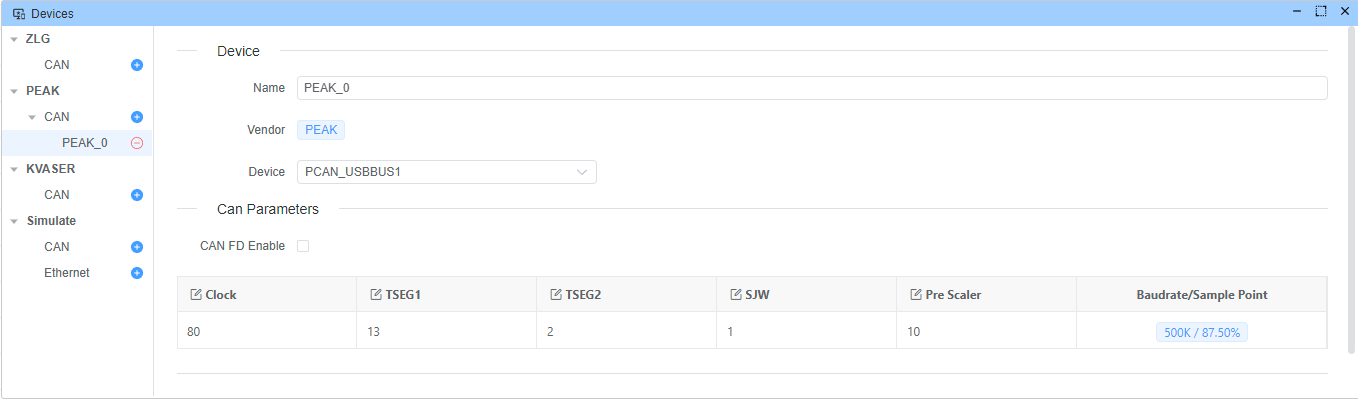 Devices
ZLG
CAN
PEAK
CAN
PEAK_0
KVASER
CAN
Simulate
CAN
Ethernet
Device
Name PEAK_0
Vendor PEAK
Device PCAN_USBBUS1
Can Parameters
CAN FD Enable
Clock TSEG1 TSEG2 SJW Pre Scaler Baudrate/Sample Point
80 13 2 1 10 500K / 87.50%